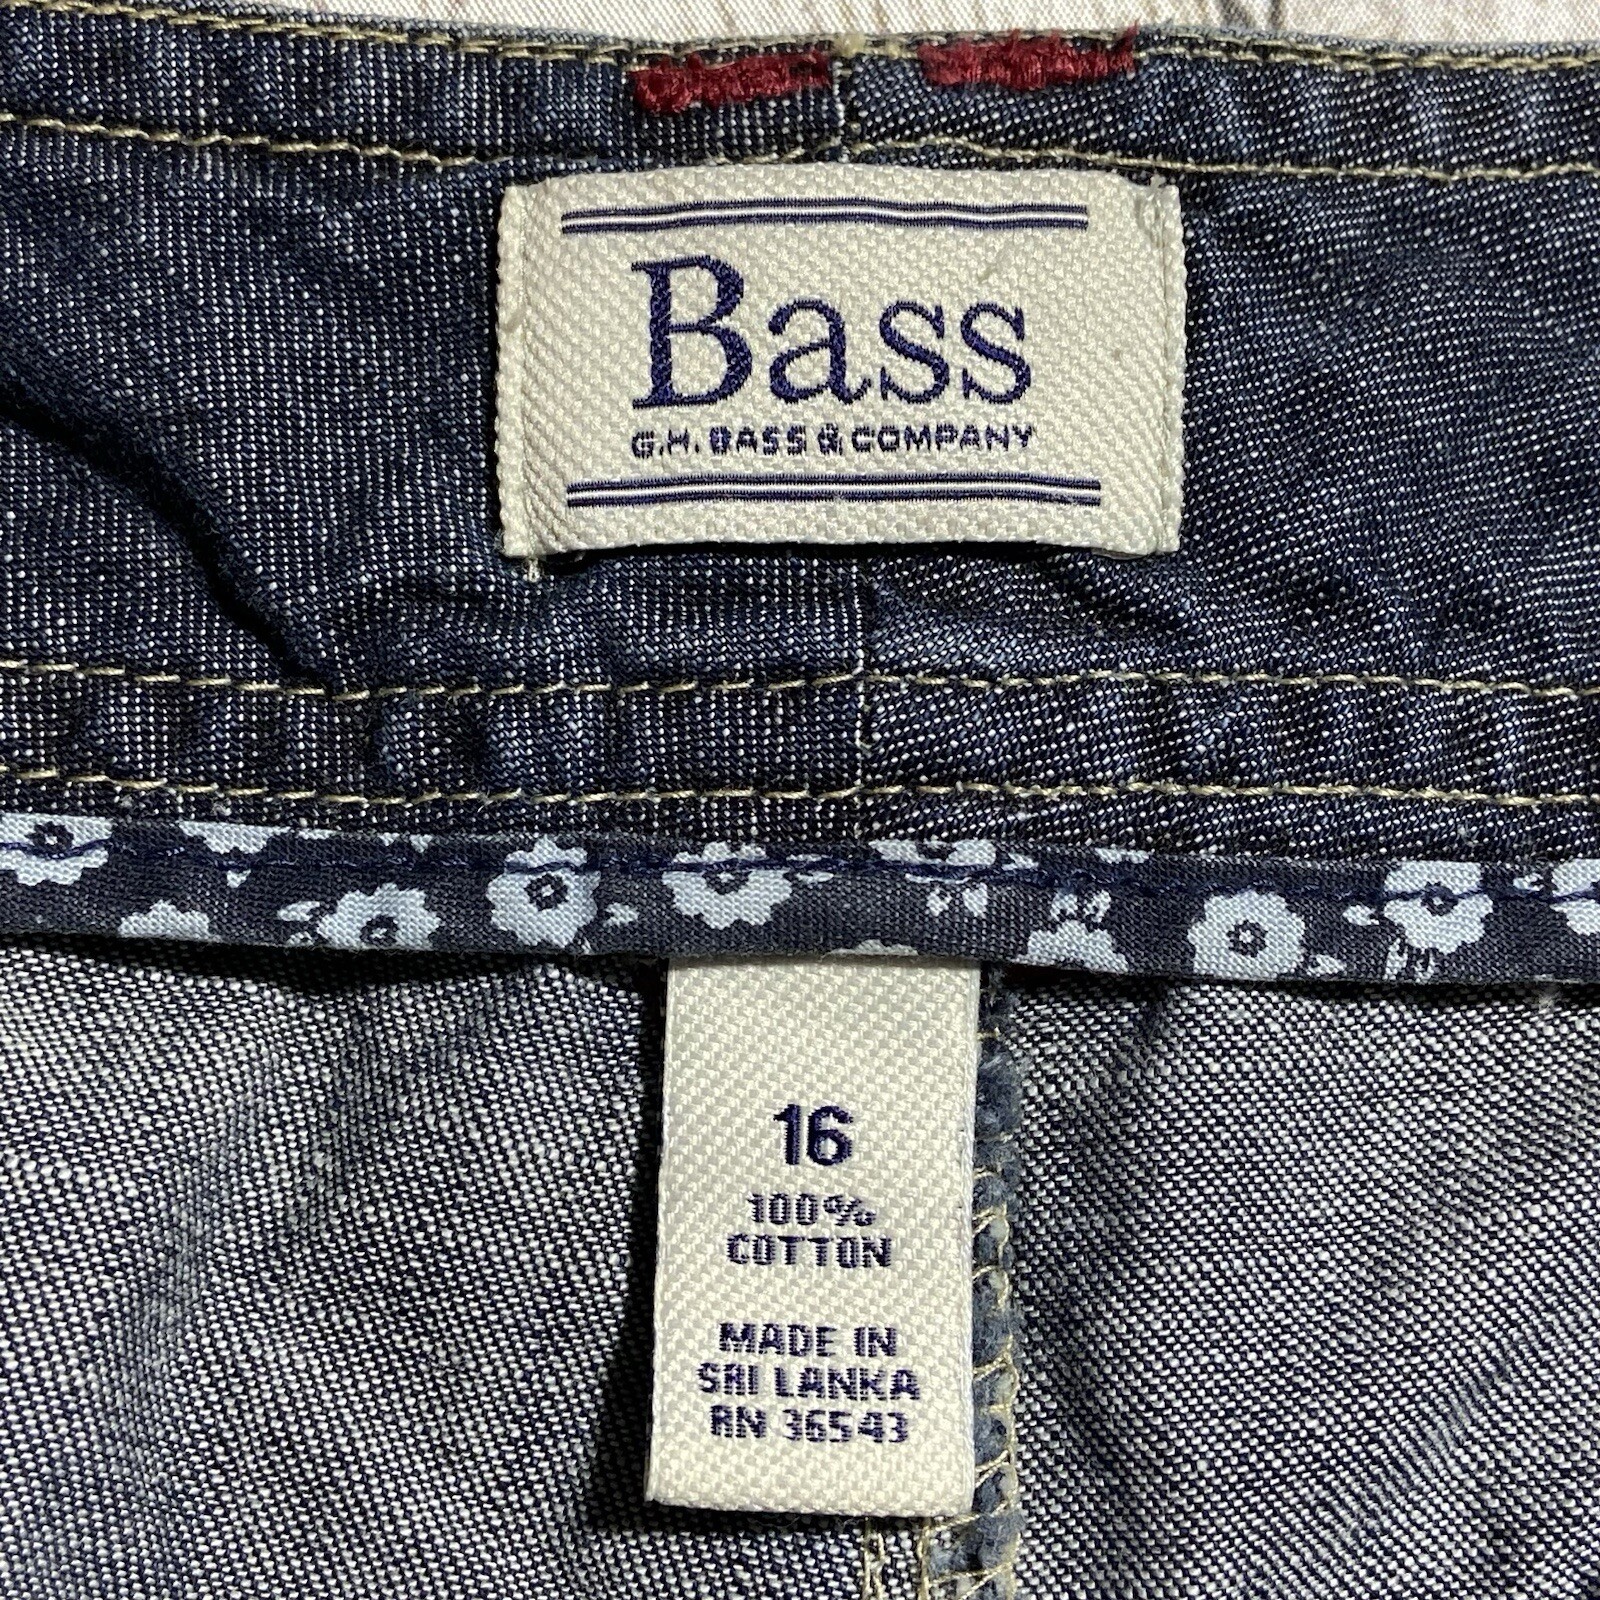 Bass
G.H. BASS & COMPANY
16
100%
COTTON
MADE IN
SRI LANKA
RN 36543